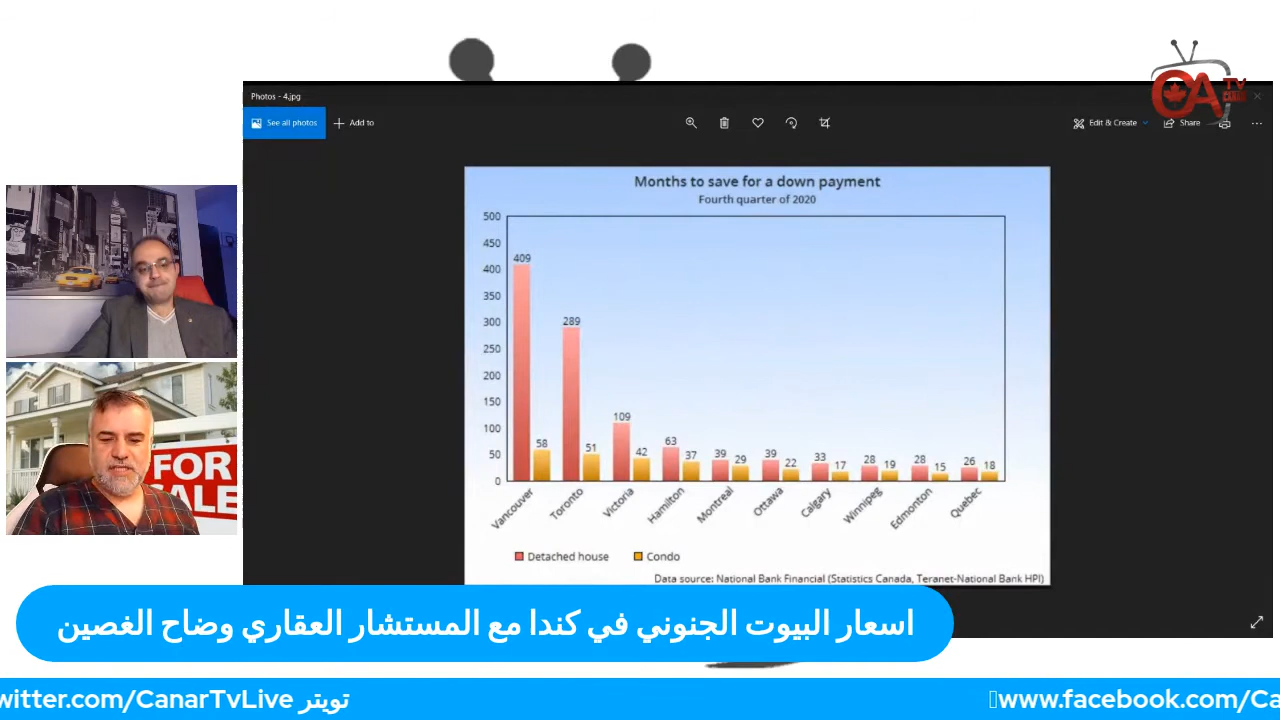 TV
Photos - 4.jpg
See all photos
Add to
Edit & Create
Share
Months to save for a down payment
Fourth quarter of 2020
500
450
400
350
300
250
200
150
100
50
0
409
58
289
51
109
42
63
37
39
29
39
22
33
17
28
19
28
15
26
18
Vancouver
Toronto
Victoria
Hamilton
Montreal
Ottawa
Calgary
Winnipeg
Edmonton
Quebec
Detached house
Condo
Data source: National Bank Financial (Statistics Canada, Teranet-National Bank HPI)
FOR
SALE
اسعار البيوت الجنوني في كندا مع المستشار العقاري وضاح الغصين
witter.com/CanarTvLive تويتر
www.facebook.com/Ca